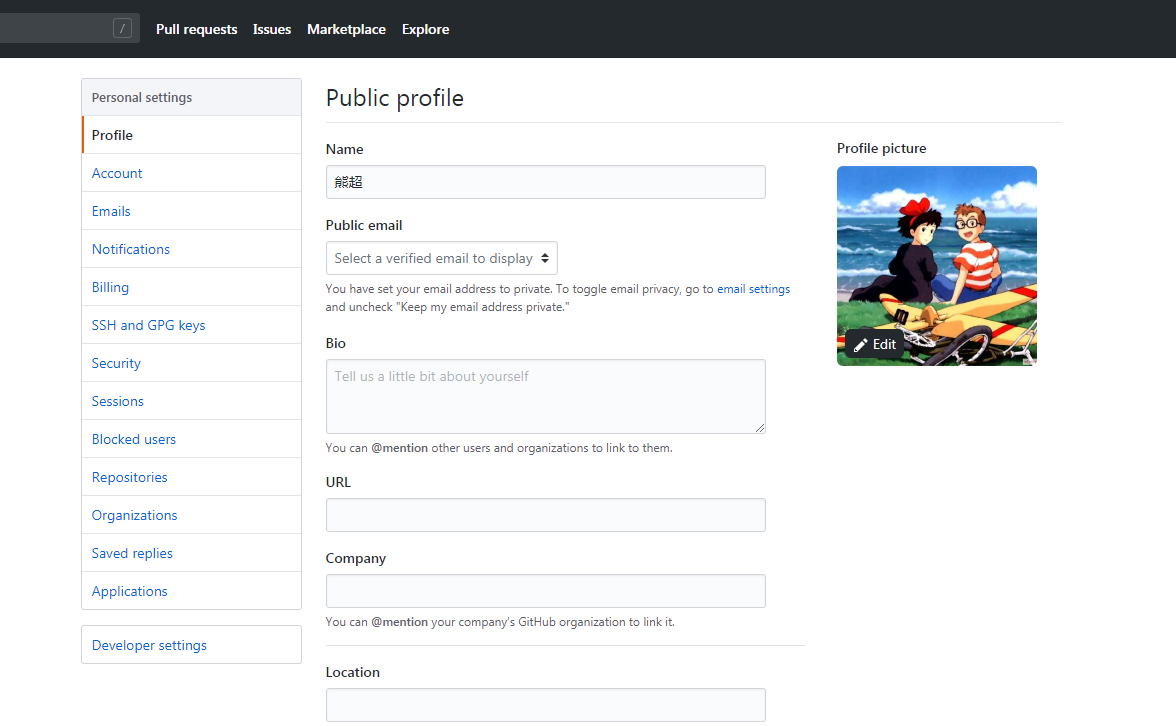 / Pull requests Issues Marketplace Explore
Personal settings
Profile
Account
Emails
Notifications
Billing
SSH and GPG keys
Security
Sessions
Blocked users
Repositories
Organizations
Saved replies
Applications
Developer settings
Public profile
Name
熊超
Public email
Select a verified email to display
You have set your email address to private. To toggle email privacy, go to email settings
and uncheck "Keep my email address private."
Bio
Tell us a little bit about yourself
You can @mention other users and organizations to link to them.
URL
Company
You can @mention your company's GitHub organization to link it.
Location
Profile picture
Edit